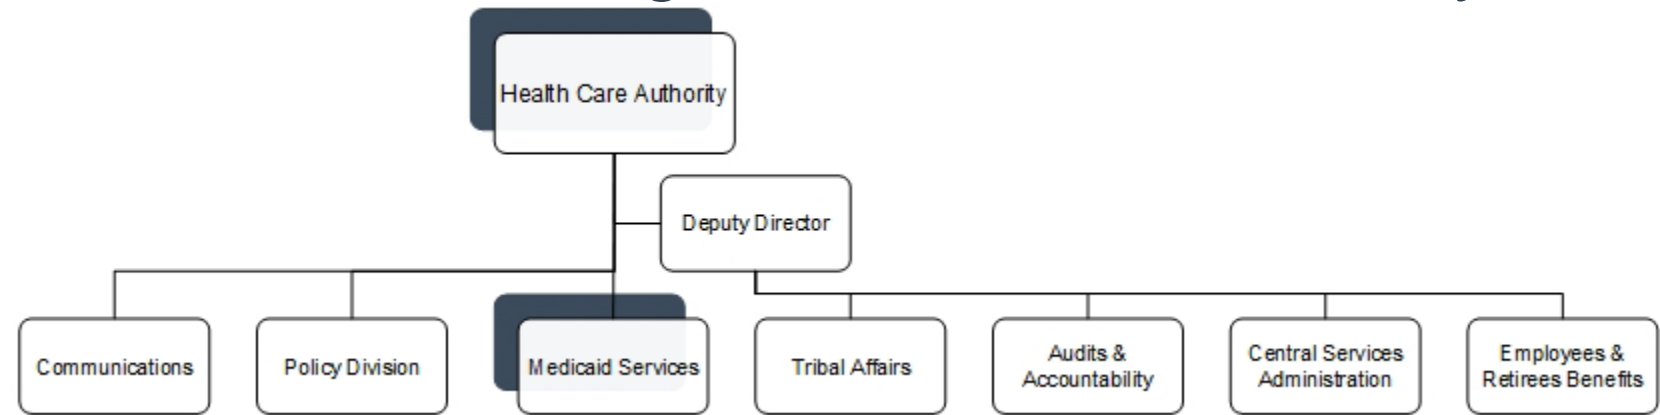 Health Care Authority
Deputy Director
Communications
Policy Division
Medicaid Services
Tribal Affairs
Audits &
Accountability
Central Services
Administration
Employees &
Retirees Benefits